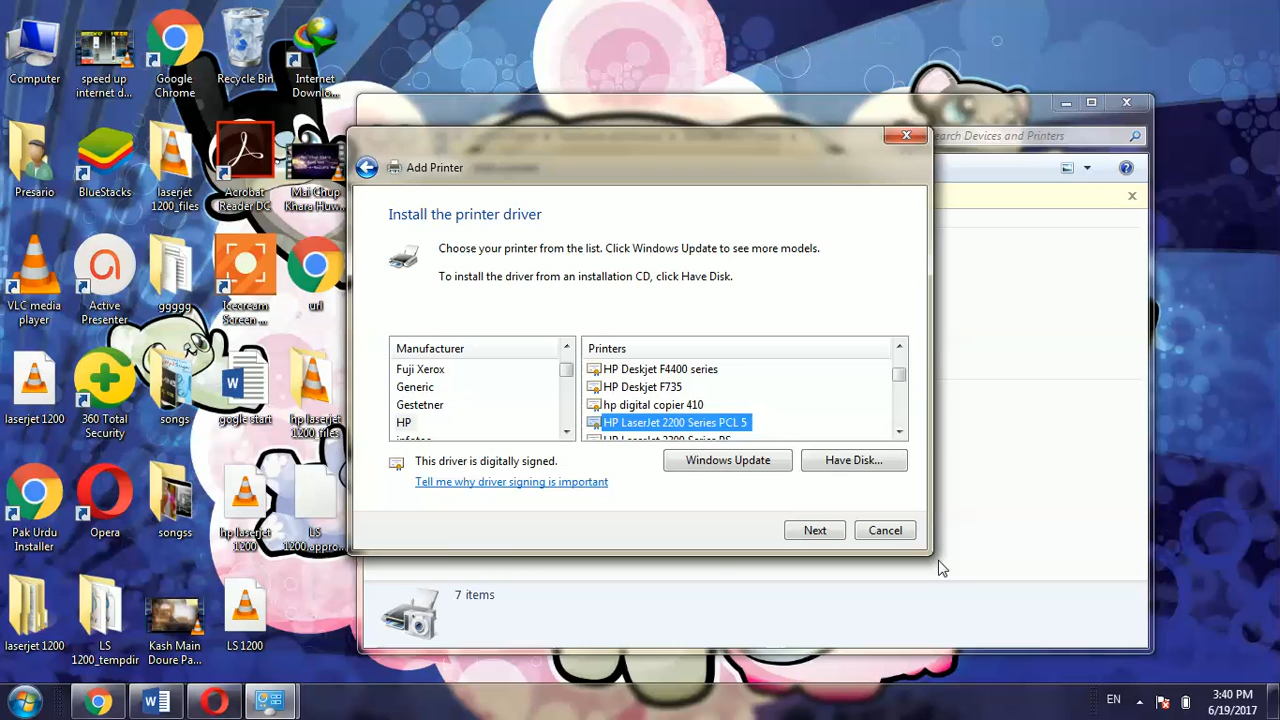 Computer
speed up
internet d...
Google
Chrome
Recycle Bin
Internet
Downlo...
Presario
BlueStacks
laserjet
1200_files
Acrobat
Reader DC
Mai Chup
Khara Huw...
VLC media
player
Active
Presenter
ggggg
Icecream
Screen ...
url
laserjet 1200
360 Total
Security
songs
gogle start
hp laserjet
_files
Pak Urdu
Installer
Opera
songss
hp laserjet
1200
LS
1200.appro...
laserjet 1200
LS
1200_tempdir
Kash Main
Doure Pa...
LS 1200
earch Devices and Printers
Add Printer
Install the printer driver
Choose your printer from the list. Click Windows Update to see more models.
To install the driver from an installation CD, click Have Disk.
Manufacturer
Fuji Xerox
Generic
Gestetner
HP
infotec
Printers
HP Deskjet F4400 series
HP Deskjet F735
hp digital copier 410
HP LaserJet 2200 Series PCL 5
HP LaserJet 2200 Series PS
This driver is digitally signed.
Tell me why driver signing is important
Windows Update
Have Disk...
Next
Cancel
7 items
EN
3:40 PM
6/19/2017